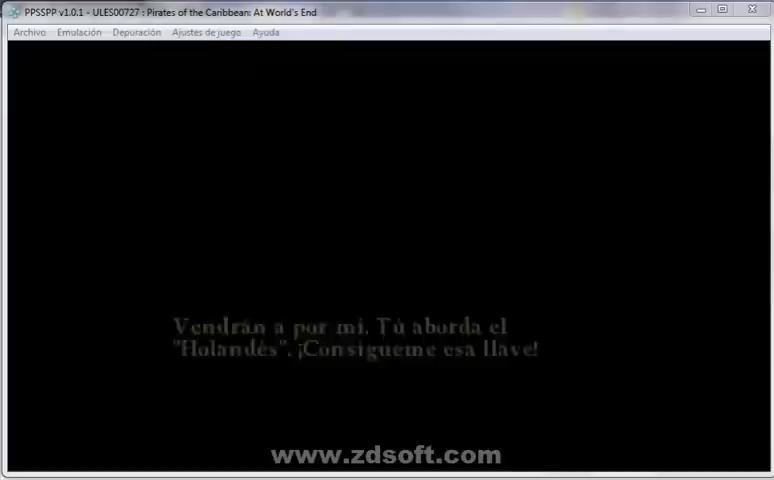 PPSSPP v1.0.1 - ULES00727 : Pirates of the Caribbean: At World's End
Archivo Emulación Depuración Ajustes de juego Ayuda
Vendrán a por mí. Tú aborda el
"Holandés". ¡Consígueme esa llave!
www.zdsoft.com